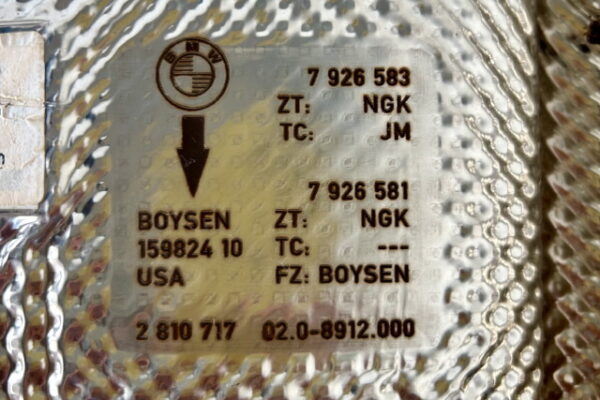 BMW
7 926 583
ZT: NGK
TC: JM
7 926 581
BOYSEN ZT: NGK
159824 10 TC: ---
USA FZ: BOYSEN
2 810 717 02.0-8912.000